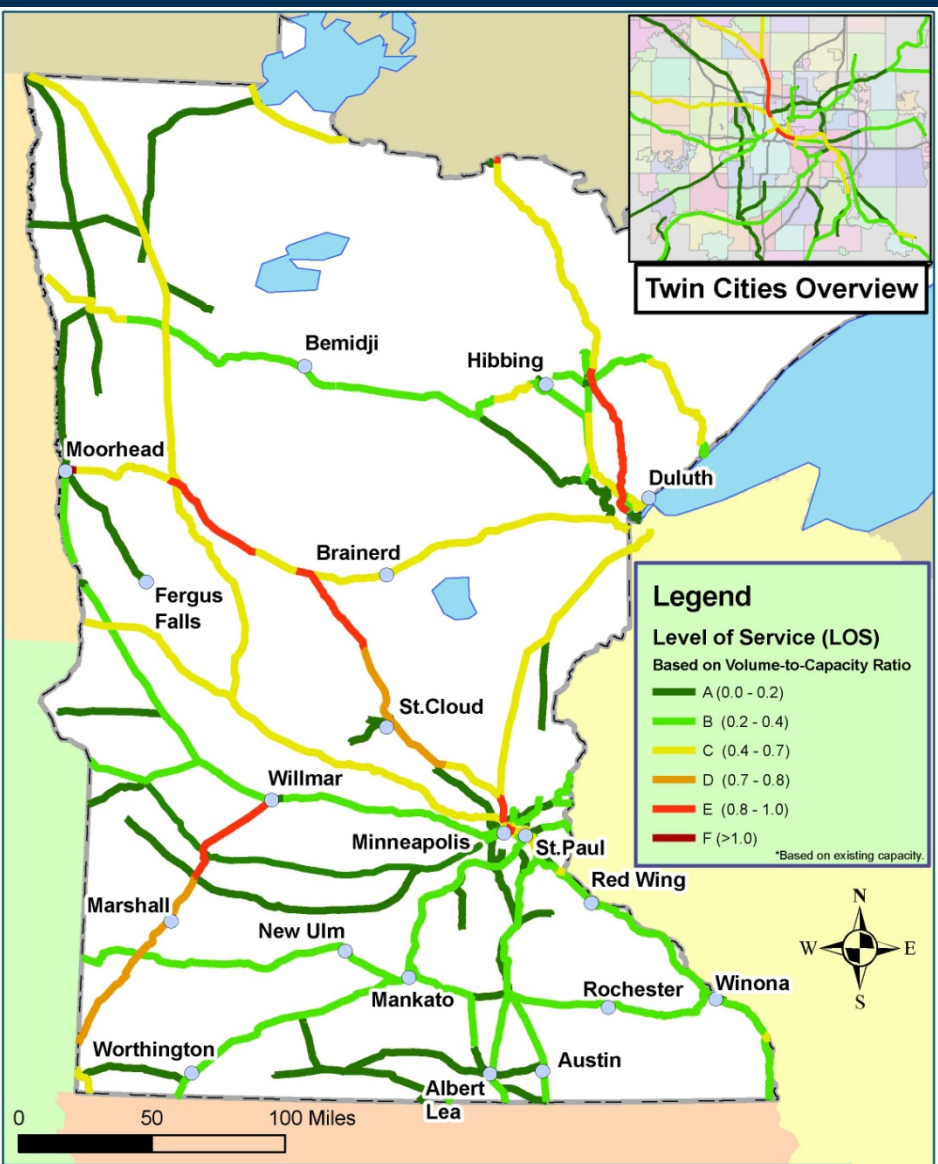 Twin Cities Overview
Bemidji
Hibbing
Moorhead
Duluth
Brainerd
Fergus
Falls
St.Cloud
Willmar
Minneapolis
St.Paul
Red Wing
Marshall
New Ulm
Mankato
Rochester
Winona
Worthington
Albert
Lea
Austin
Legend
Level of Service (LOS)
Based on Volume-to-Capacity Ratio
A (0.0 - 0.2)
B (0.2 - 0.4)
C (0.4 - 0.7)
D (0.7 - 0.8)
E (0.8 - 1.0)
F (>1.0)
*Based on existing capacity.
N
W E
S
0 50 100 Miles